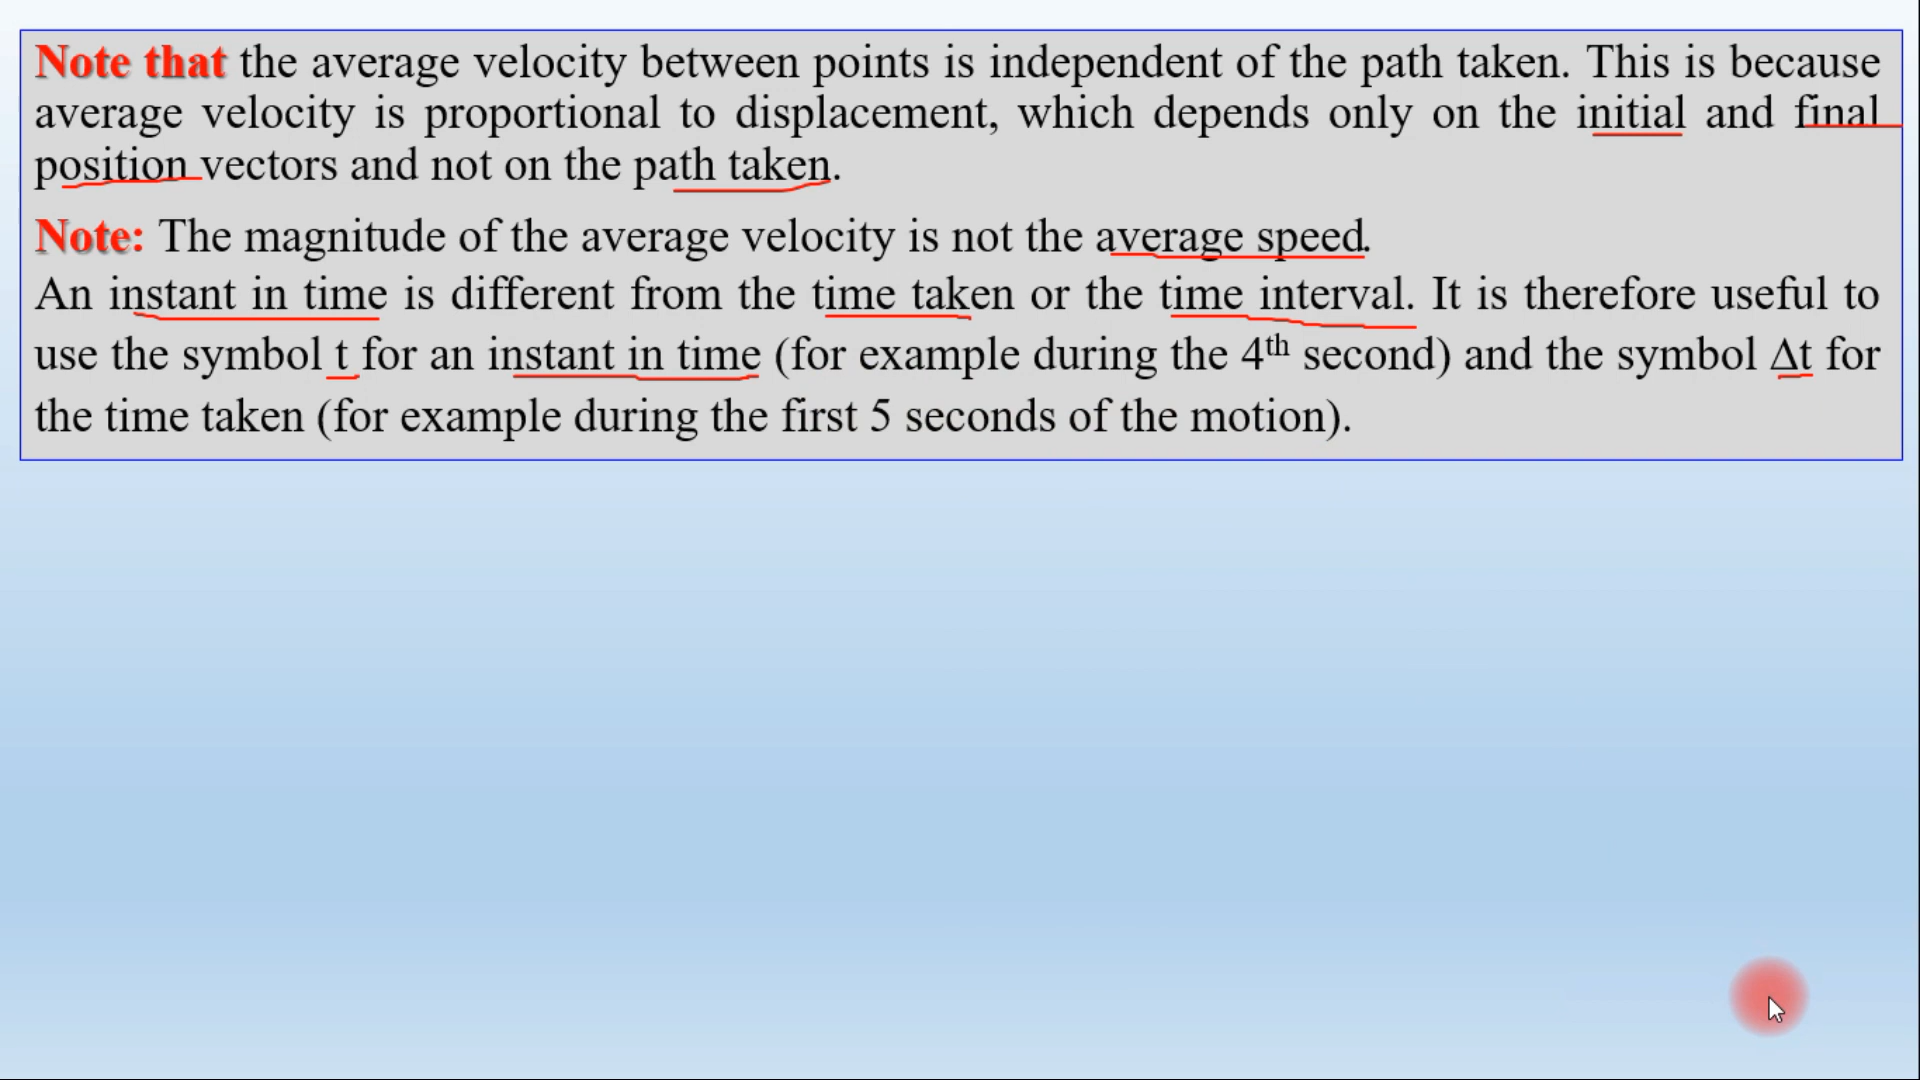 Note that the average velocity between points is independent of the path taken. This is because
average velocity is proportional to displacement, which depends only on the initial and final
position vectors and not on the path taken.
Note: The magnitude of the average velocity is not the average speed.
An instant in time is different from the time taken or the time interval. It is therefore useful to
use the symbol t for an instant in time (for example during the 4th second) and the symbol Δt for
the time taken (for example during the first 5 seconds of the motion).